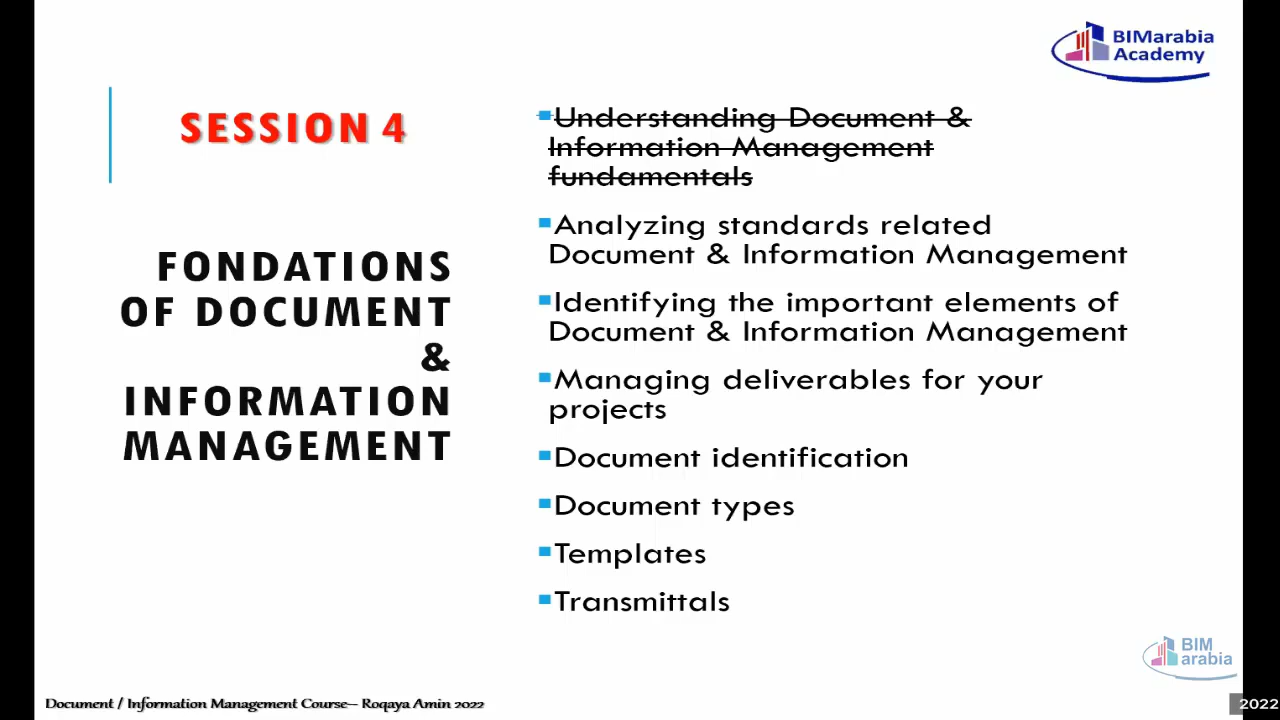 BIMarabia
Academy
SESSION 4
FONDATIONS
OF DOCUMENT
&
INFORMATION
MANAGEMENT
Understanding Document &
Information Management
fundamentals
Analyzing standards related
Document & Information Management
Identifying the important elements of
Document & Information Management
Managing deliverables for your
projects
Document identification
Document types
Templates
Transmittals
BIM
arabia
Document / Information Management Course– Roqaya Amin 2022
2022